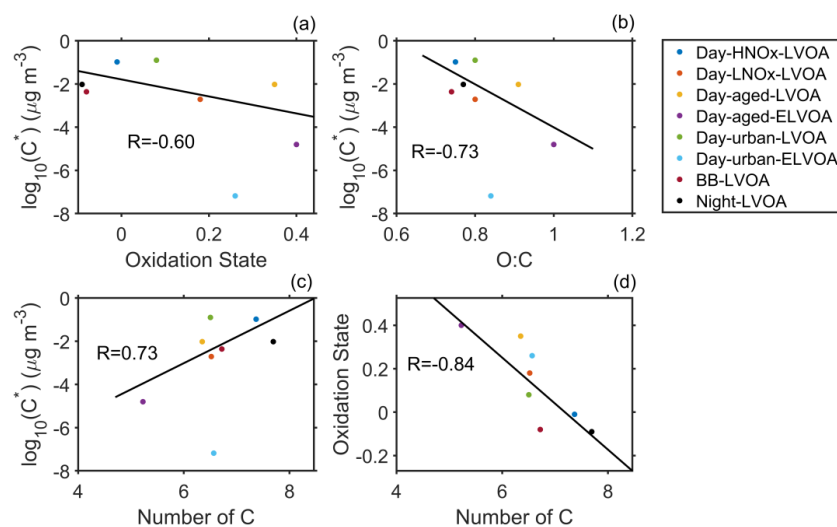 (a)
0
-2
-4
-6
-8
log10(C*) (μg m-3)
R=-0.60
0
0.2
0.4
Oxidation State
(b)
0
-2
-4
-6
-8
log10(C*) (μg m-3)
R=-0.73
0.6
0.8
1
1.2
O:C
Day-HNOx-LVOA
Day-LNOx-LVOA
Day-aged-LVOA
Day-aged-ELVOA
Day-urban-LVOA
Day-urban-ELVOA
BB-LVOA
Night-LVOA
(c)
0
-2
-4
-6
-8
log10(C*) (μg m-3)
R=0.73
4
6
8
Number of C
(d)
0.4
0.2
0
-0.2
Oxidation State
R=-0.84
4
6
8
Number of C